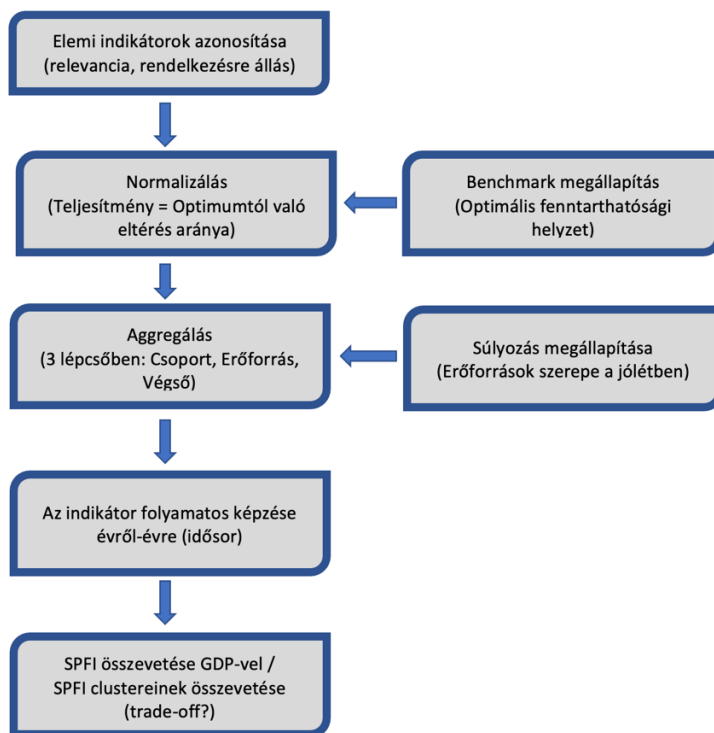 Elemi indikátorok azonosítása
(relevancia, rendelkezésre állás)
Normalizálás
(Teljesítmény = Optimumtól való
eltérés aránya)
Benchmark megállapítás
(Optimális fenntarthatósági
helyzet)
Aggregálás
(3 lépcsőben: Csoport, Erőforrás,
Végső)
Súlyozás megállapítása
(Erőforrások szerepe a jólétben)
Az indikátor folyamatos képzése
évről-évre (idősor)
SPFI összevetése GDP-vel /
SPFI clustereinek összevetése
(trade-off?)